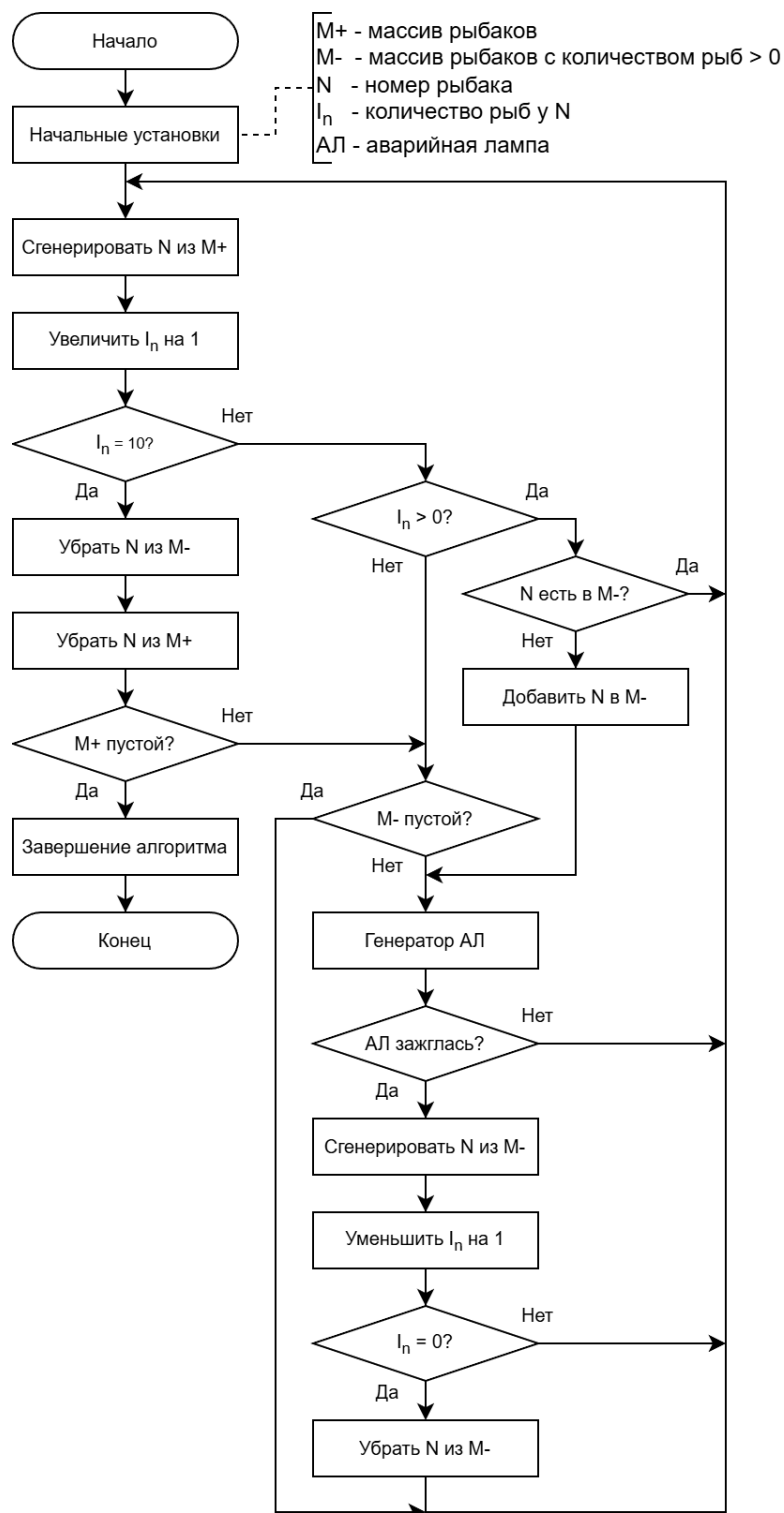 Начало
M+ - массив рыбаков
M- - массив рыбаков с количеством рыб > 0
N - номер рыбака
In - количество рыб у N
АЛ - аварийная лампа
Начальные установки
Сгенерировать N из M+
Увеличить In на 1
In = 10?
Нет
Да
In > 0?
Да
Нет
Убрать N из M-
N есть в M-?
Да
Нет
Убрать N из M+
Добавить N в M-
M+ пустой?
Нет
Да
M- пустой?
Да
Нет
Завершение алгоритма
Конец
Генератор АЛ
АЛ зажглась?
Нет
Да
Сгенерировать N из M-
Уменьшить In на 1
In = 0?
Нет
Да
Убрать N из M-